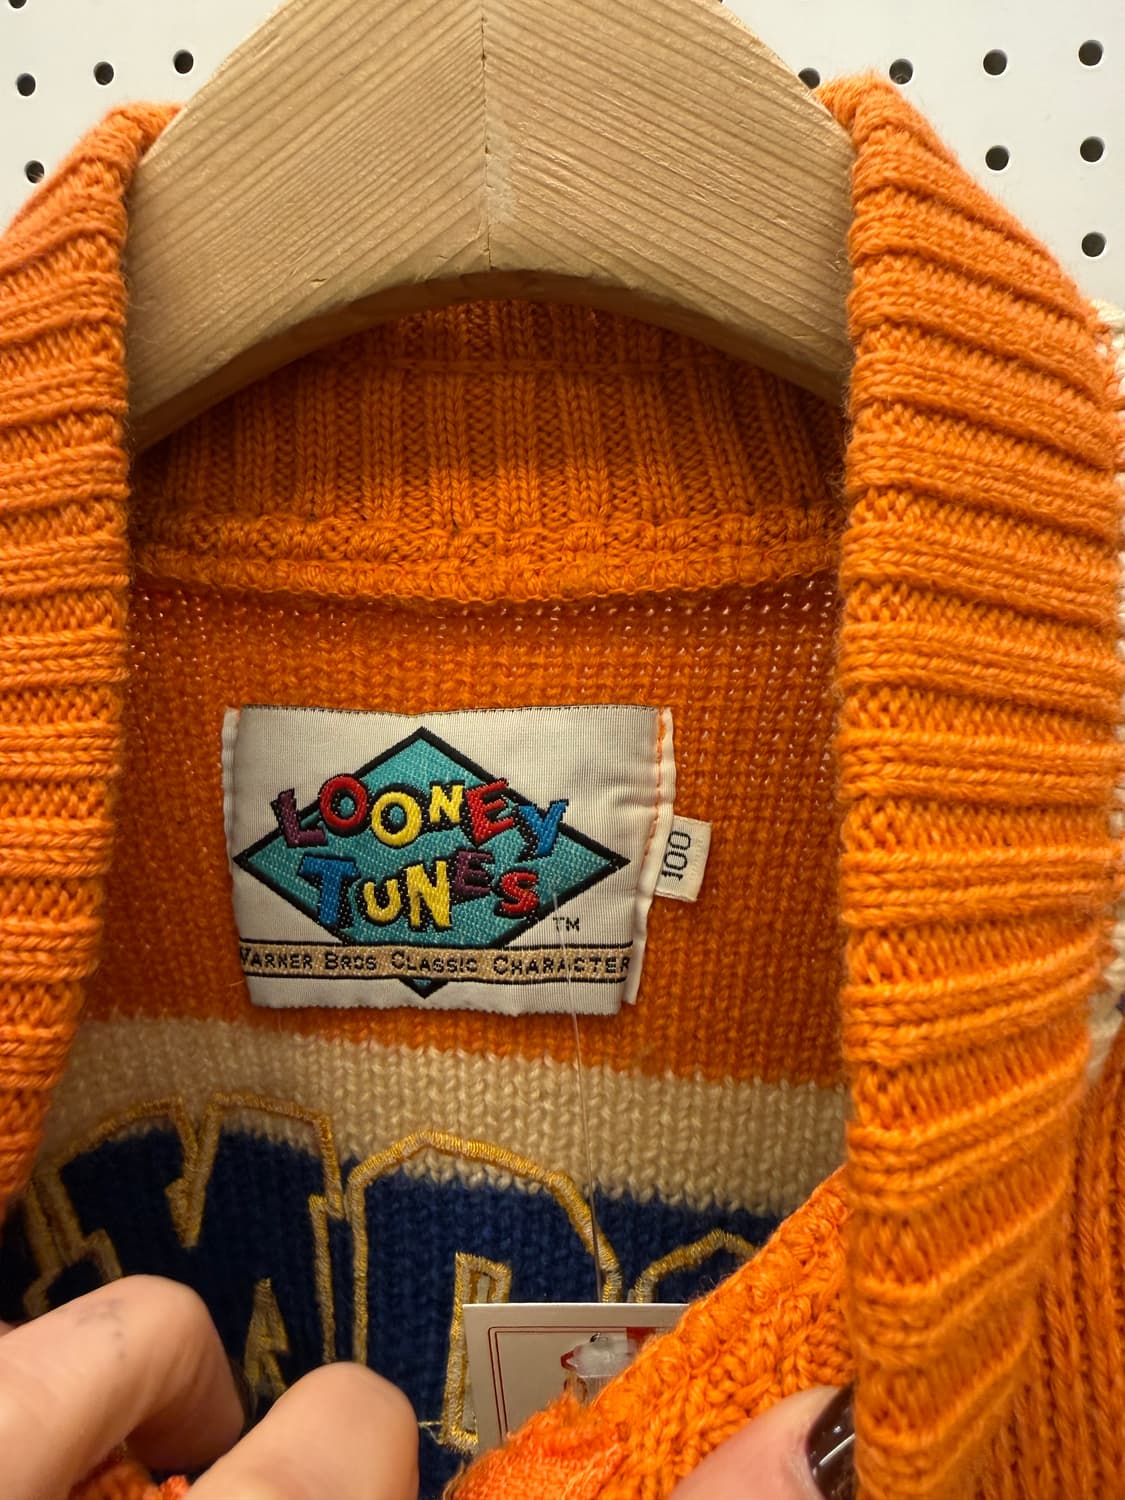 LOONEY
TUNES
TM
WARNER BROS CLASSIC CHARACTER
100